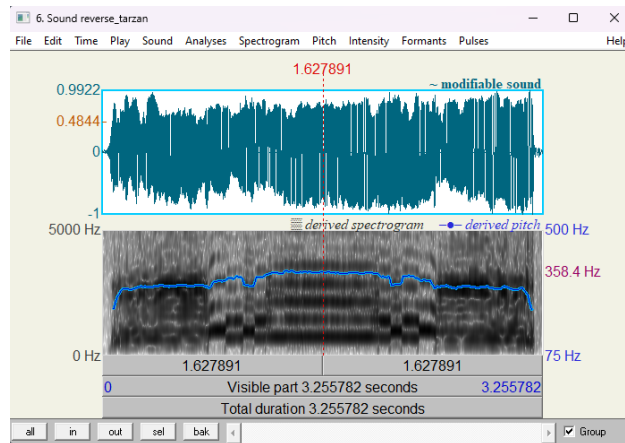 6. Sound reverse_tarzan
File Edit Time Play Sound Analyses Spectrogram Pitch Intensity Formants Pulses Help
1.627891
~ modifiable sound
0.9922
0.4844
0
-1
derived spectrogram derived pitch
5000 Hz 500 Hz
358.4 Hz
0 Hz 75 Hz
1.627891 1.627891
0 Visible part 3.255782 seconds 3.255782
Total duration 3.255782 seconds
all in out sel bak Group